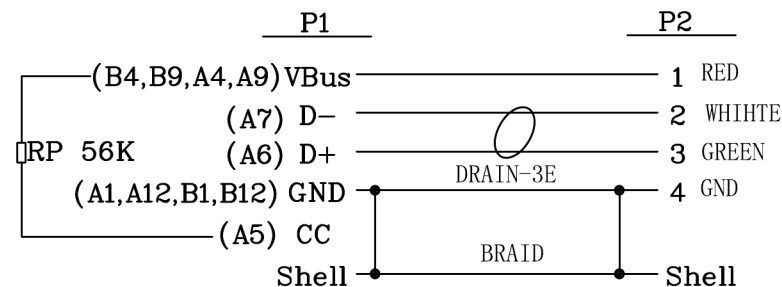 P1 P2
(B4,B9,A4,A9) VBus 1 RED
(A7) D- 2 WHIHTE
RP 56K (A6) D+ 3 GREEN
DRAIN-3E
(A1,A12,B1,B12) GND 4 GND
(A5) CC
BRAID
Shell Shell